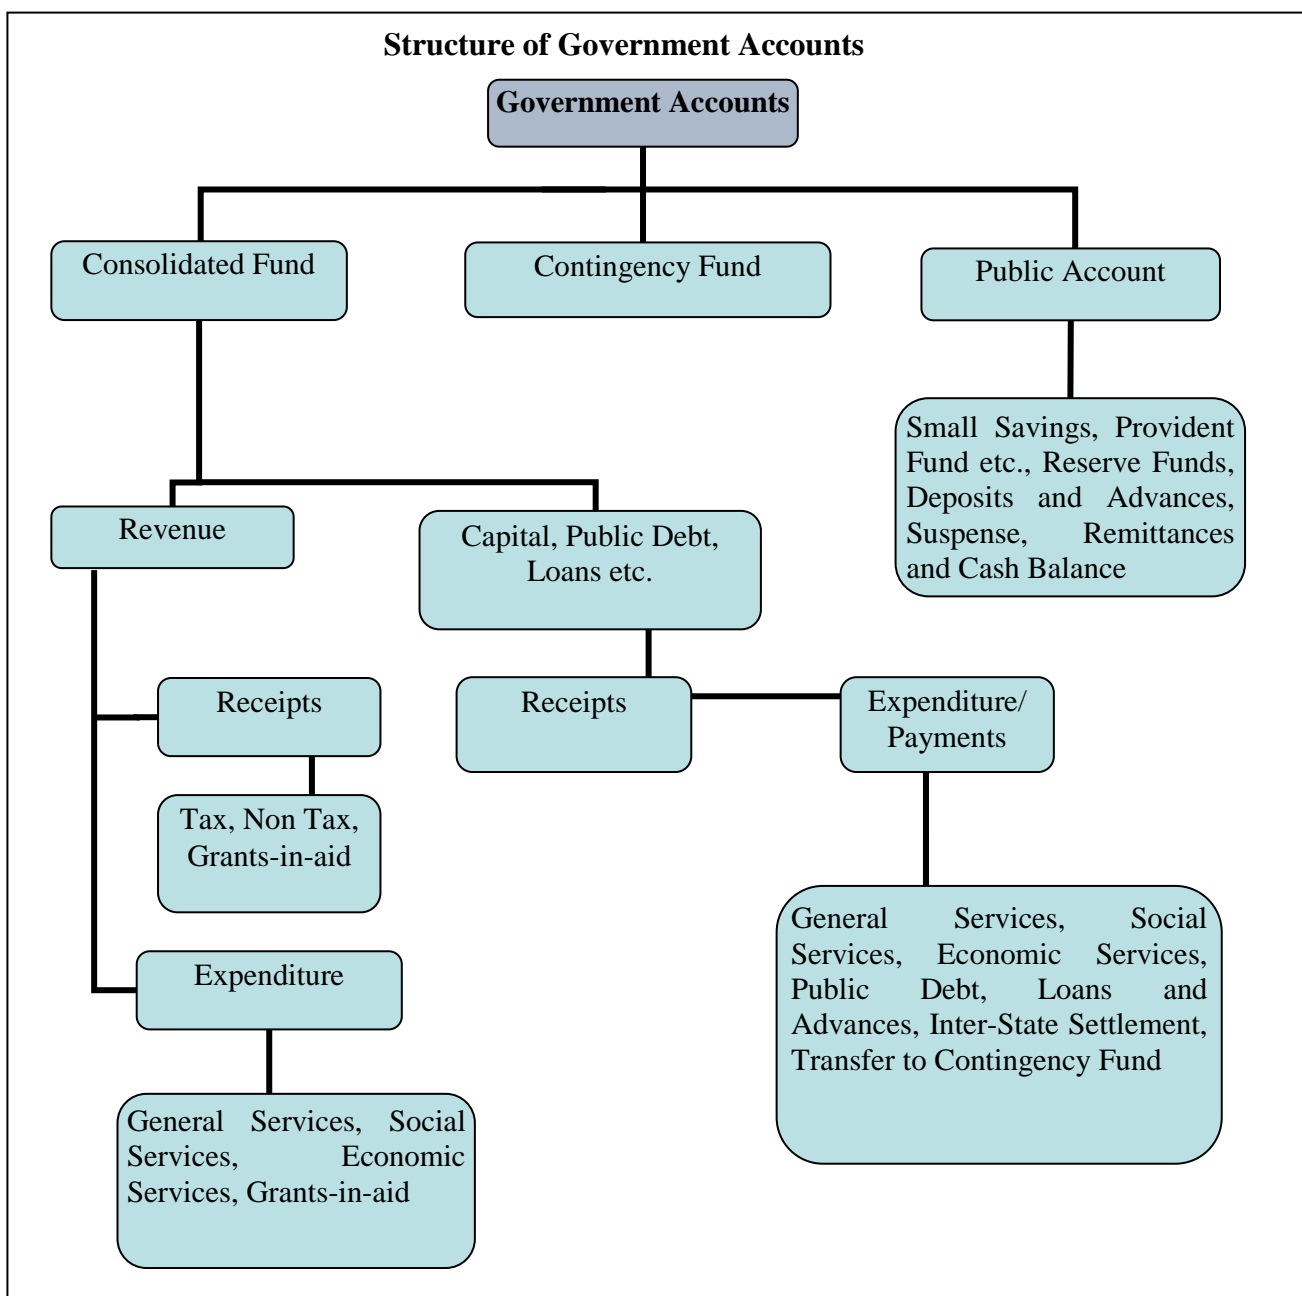 Structure of Government Accounts
Government Accounts
Consolidated Fund
Contingency Fund
Public Account
Small Savings, Provident
Fund etc., Reserve Funds,
Deposits and Advances,
Suspense, Remittances
and Cash Balance
Revenue
Capital, Public Debt,
Loans etc.
Receipts
Receipts
Expenditure/
Payments
Tax, Non Tax,
Grants-in-aid
General Services, Social
Services, Economic Services,
Public Debt, Loans and
Advances, Inter-State Settlement,
Transfer to Contingency Fund
Expenditure
General Services, Social
Services, Economic
Services, Grants-in-aid